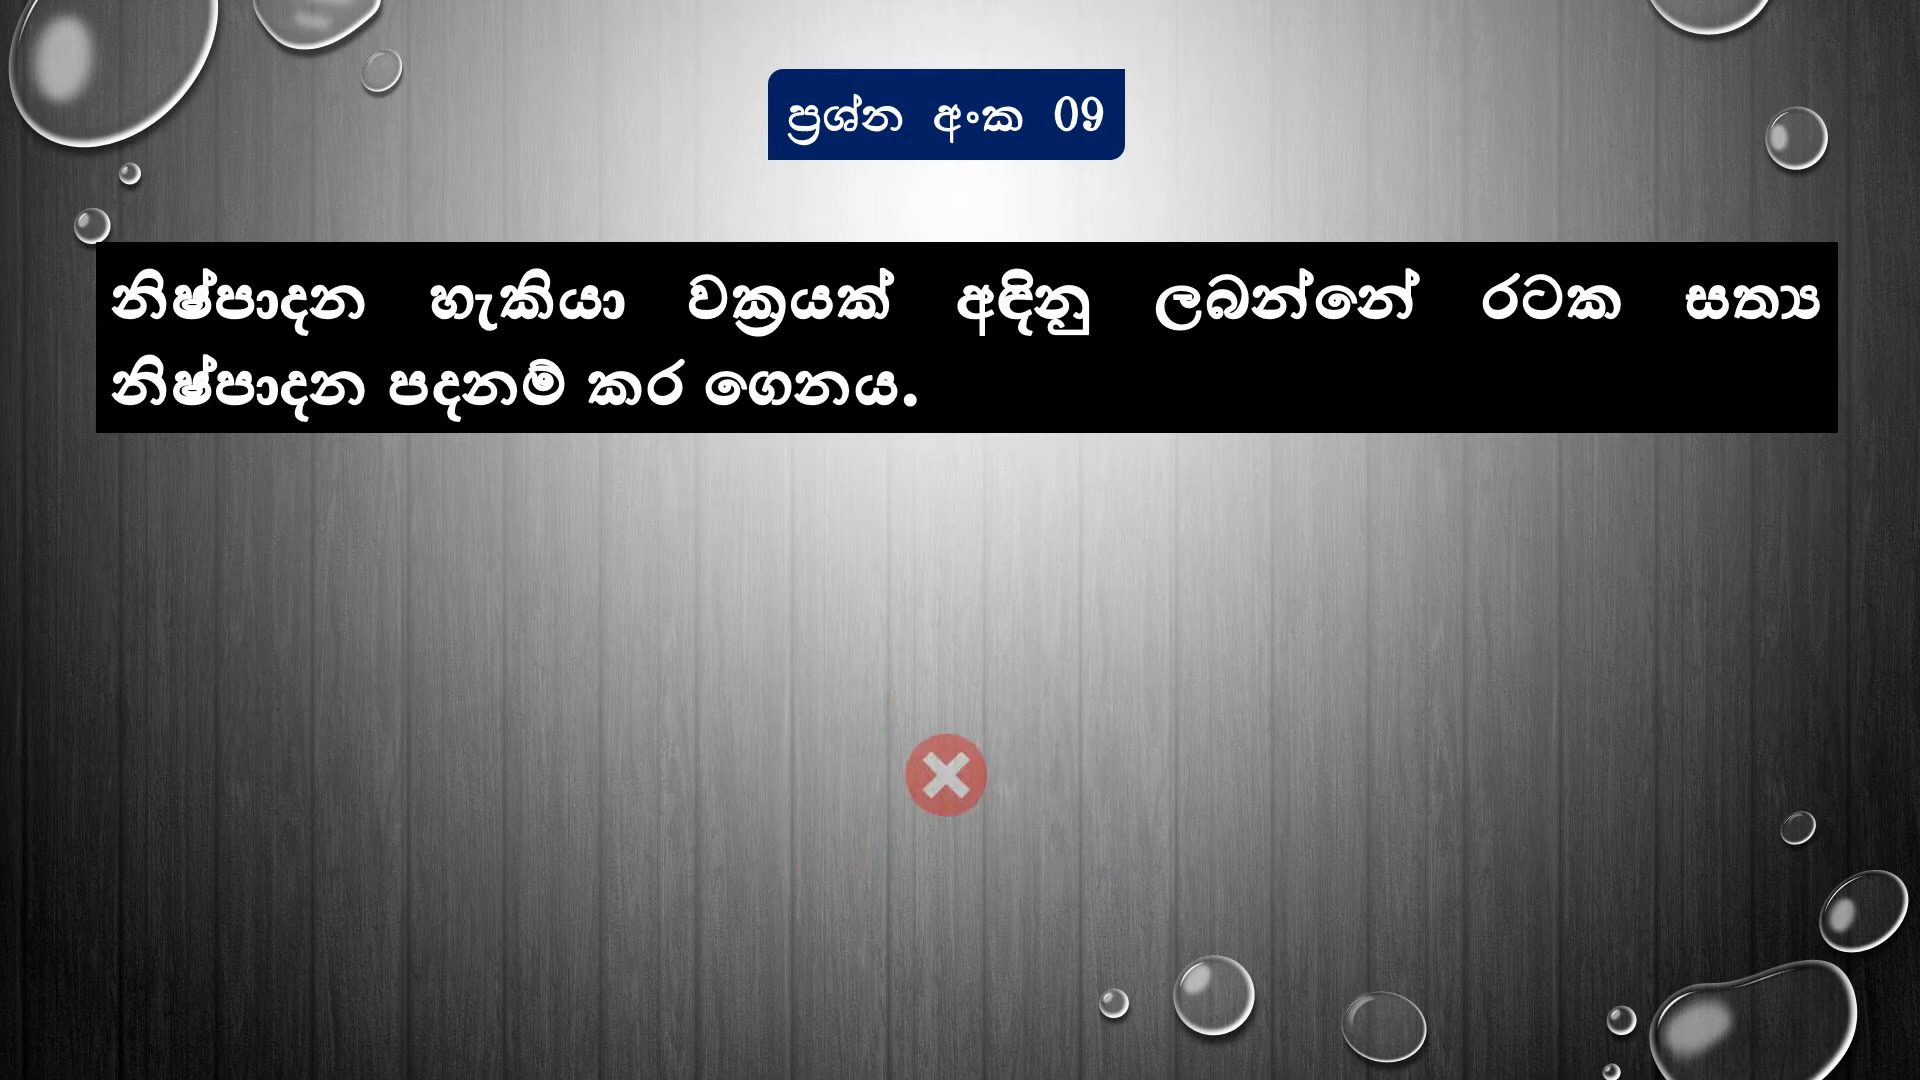 ප්‍රශ්න අංක 09
නිෂ්පාදන හැකියා වක්‍රයක් අඳිනු ලබන්නේ රටක සත්‍ය
නිෂ්පාදන පදනම් කර ගෙනය.